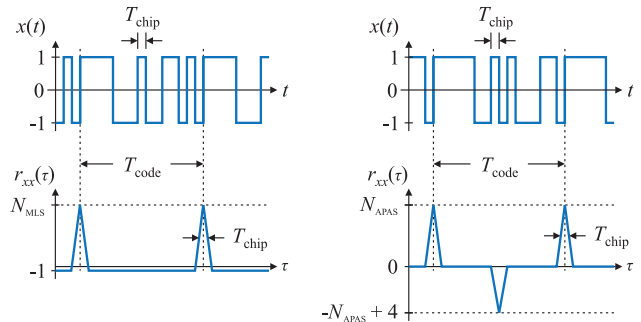 T_chip T_chip
x(t) x(t)
1 1
0 t 0 t
-1 -1
T_code T_code
r_xx(τ) r_xx(τ)
N_MLS N_APAS
T_chip T_chip
-1 τ 0 τ
-N_APAS + 4